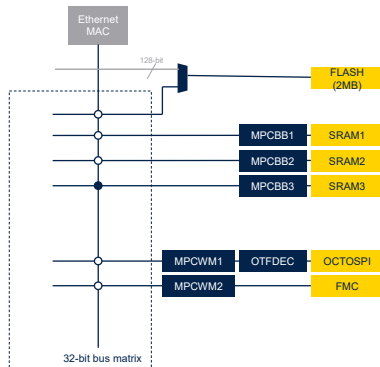 Ethernet
MAC
128-bit
FLASH
(2MB)
MPCBB1 SRAM1
MPCBB2 SRAM2
MPCBB3 SRAM3
MPCWM1 OTFDEC OCTOSPI
MPCWM2 FMC
32-bit bus matrix